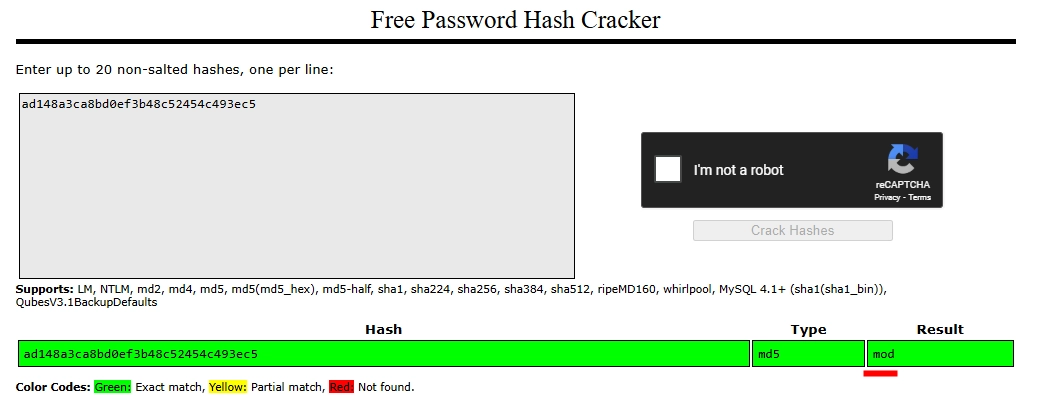 Free Password Hash Cracker
Enter up to 20 non-salted hashes, one per line:
ad148a3ca8bd0ef3b48c52454c493ec5
I'm not a robot
reCAPTCHA
Privacy - Terms
Crack Hashes
Supports: LM, NTLM, md2, md4, md5, md5(md5_hex), md5-half, sha1, sha224, sha256, sha384, sha512, ripeMD160, whirlpool, MySQL 4.1+ (sha1(sha1_bin)),
QubesV3.1BackupDefaults
Hash Type Result
ad148a3ca8bd0ef3b48c52454c493ec5 md5 mod
Color Codes: Green: Exact match, Yellow: Partial match, Red: Not found.